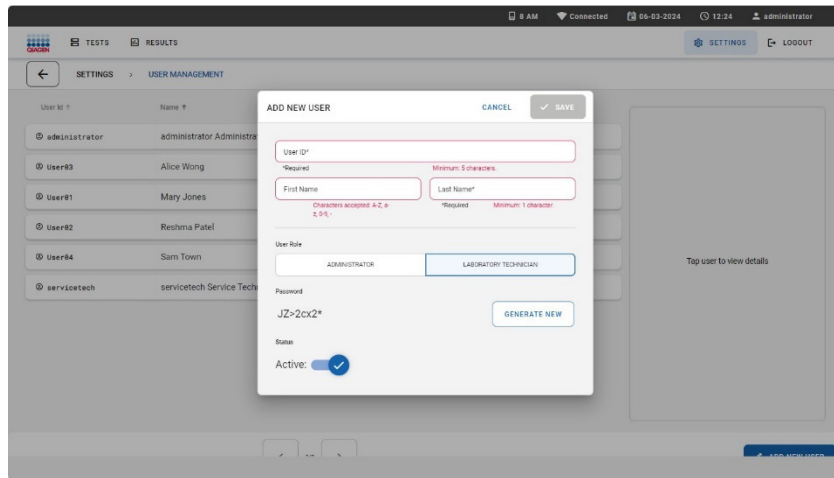 8 AM Connected 06-03-2024 12:24 administrator
QIAGEN TESTS RESULTS SETTINGS LOGOUT
SETTINGS > USER MANAGEMENT
User Id Name
ADD NEW USER CANCEL SAVE
administrator administrator Administra
User ID*
*Required Minimum: 5 characters.
User03 Alice Wong
First Name Last Name*
User01 Mary Jones
Characters accepted: A-Z, a-z, 0-9, -
*Required Minimum: 1 character.
User02 Reshma Patel
User Role
User04 Sam Town
ADMINISTRATOR LABORATORY TECHNICIAN
Tap user to view details
servicetech servicetech Service Tech
Password
JZ>2cx2*
GENERATE NEW
Status
Active:
ADD NEW USER